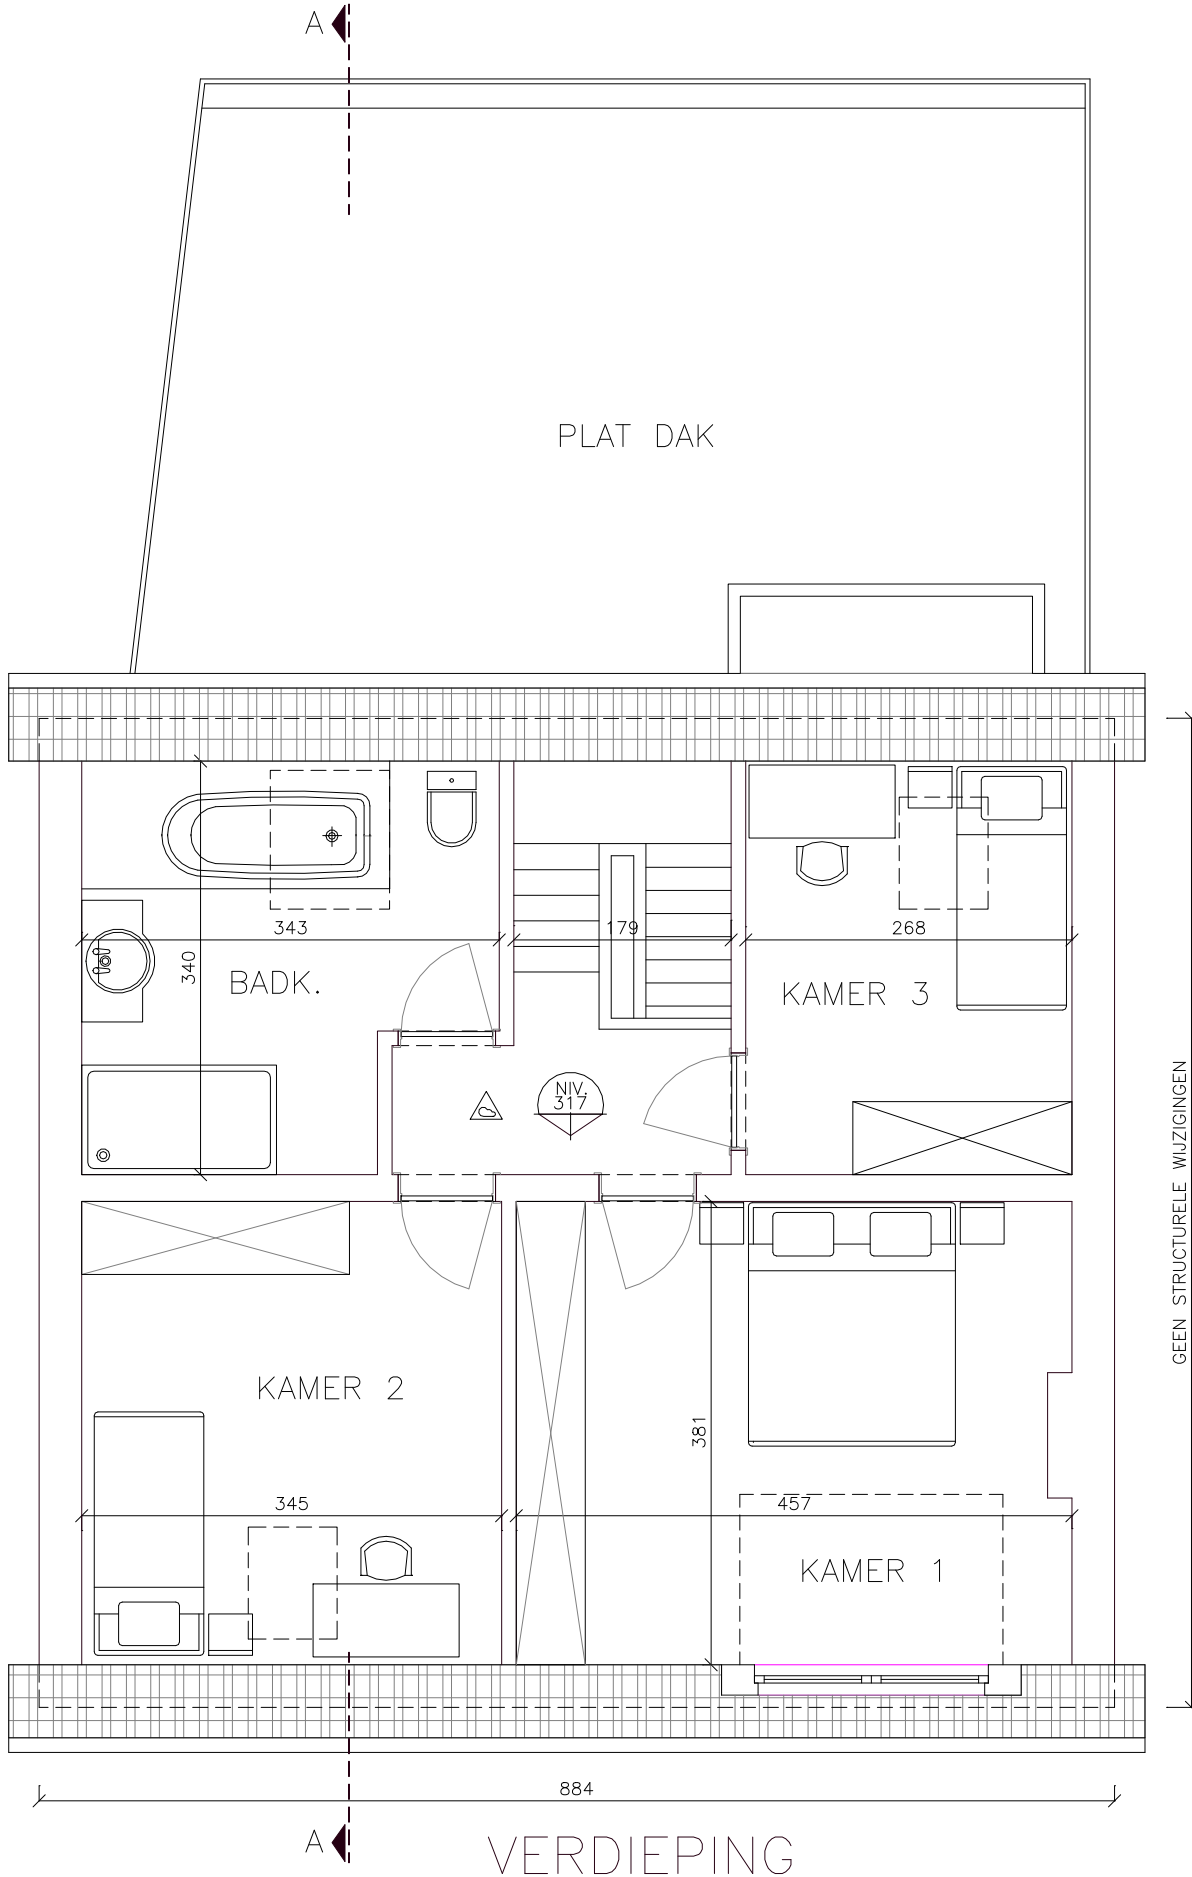 A
PLAT DAK
343
179
268
340
BADK.
KAMER 3
NIV.
317
GEEN STRUCTURELE WIJZIGINGEN
KAMER 2
381
345
457
KAMER 1
884
A
VERDIEPING